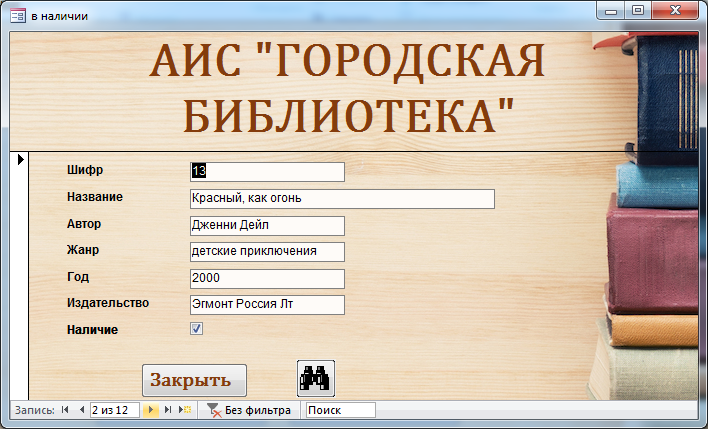 в наличии
АИС "ГОРОДСКАЯ
БИБЛИОТЕКА"
Шифр 13
Название Красный, как огонь
Автор Дженни Дейл
Жанр детские приключения
Год 2000
Издательство Эгмонт Россия Лт
Наличие
Закрыть
Запись: 2 из 12 Без фильтра Поиск